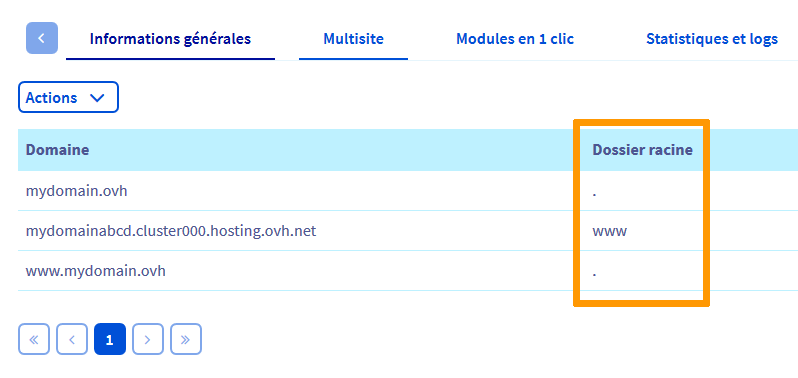 Informations générales Multisite Modules en 1 clic Statistiques et logs
Actions
Domaine Dossier racine
mydomain.ovh .
mydomainabcd.cluster000.hosting.ovh.net www
www.mydomain.ovh .
« ‹ 1 › »